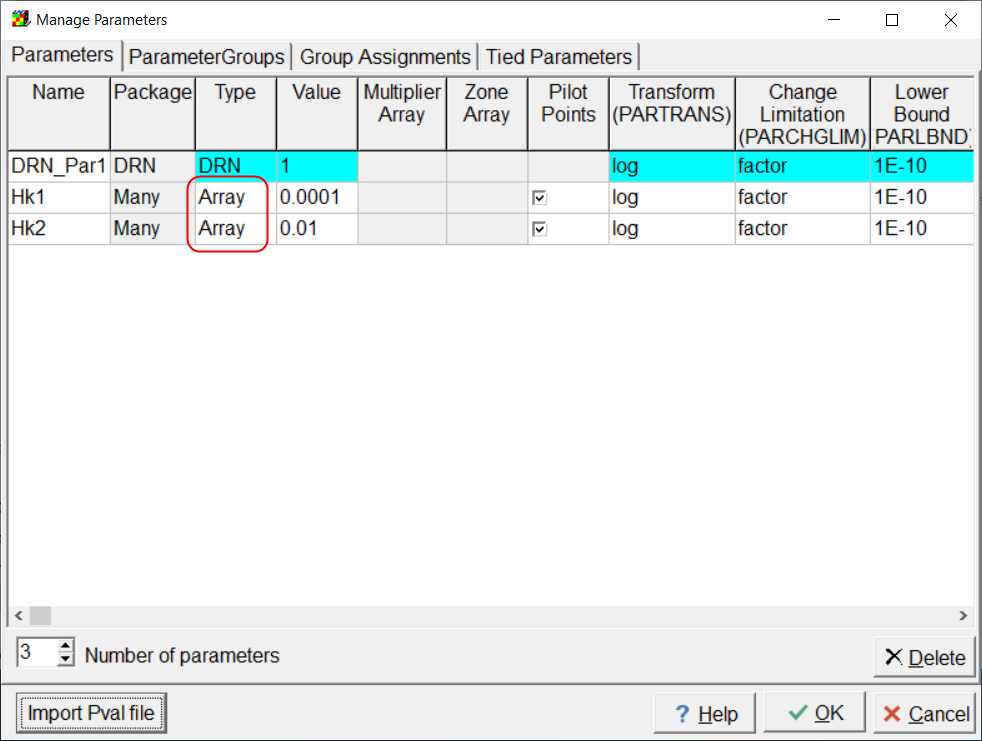 Manage Parameters
Parameters ParameterGroups Group Assignments Tied Parameters
Name Package Type Value Multiplier Array Zone Array Pilot Points Transform (PARTRANS) Change Limitation (PARCHGLIM) Lower Bound PARLBND)
DRN_Par1 DRN DRN 1 log factor 1E-10
Hk1 Many Array 0.0001 log factor 1E-10
Hk2 Many Array 0.01 log factor 1E-10
3 Number of parameters Delete
Import Pval file ? Help OK Cancel